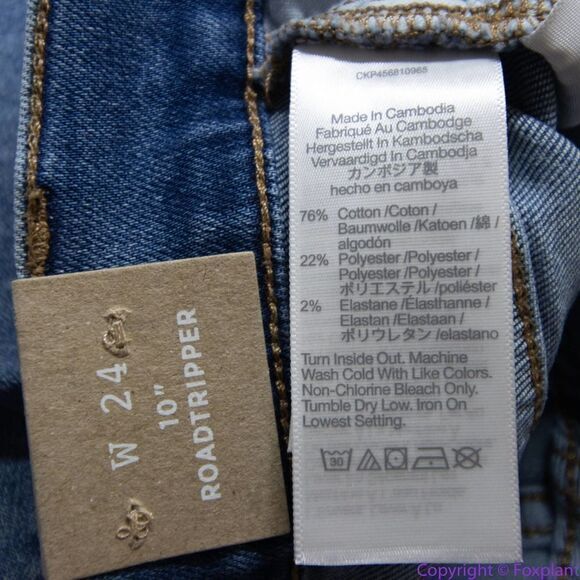 CKP456810965
Made In Cambodia
Fabriqué Au Cambodge
Hergestellt In Kambodscha
Vervaardigd In Cambodja
カンボジア製
hecho en camboya
76% Cotton /Coton /
Baumwolle /Katoen /綿 /
algodón
22% Polyester /Polyester /
Polyester /Polyester /
ポリエステル /poliéster
2% Elastane /Élasthanne /
Elastan /Elastaan /
ポリウレタン /elastano
Turn Inside Out. Machine
Wash Cold With Like Colors.
Non-Chlorine Bleach Only.
Tumble Dry Low. Iron On
Lowest Setting.
30
W 24
10"
ROADTRIPPER
Copyright © Foxplan